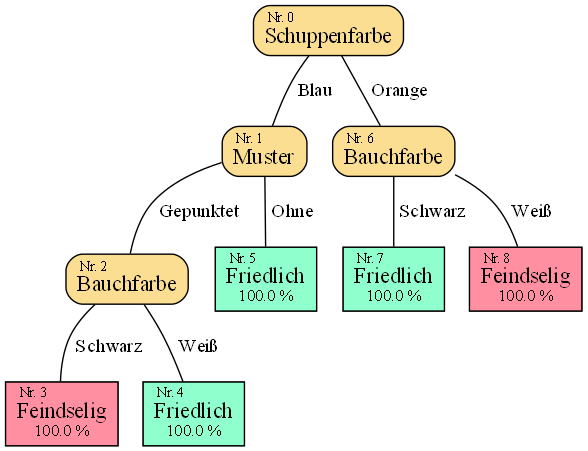 Nr. 0
Schuppenfarbe
Blau
Orange
Nr. 1
Muster
Nr. 6
Bauchfarbe
Gepunktet
Ohne
Schwarz
Weiß
Nr. 2
Bauchfarbe
Nr. 5
Friedlich
100.0 %
Nr. 7
Friedlich
100.0 %
Nr. 8
Feindselig
100.0 %
Schwarz
Weiß
Nr. 3
Feindselig
100.0 %
Nr. 4
Friedlich
100.0 %